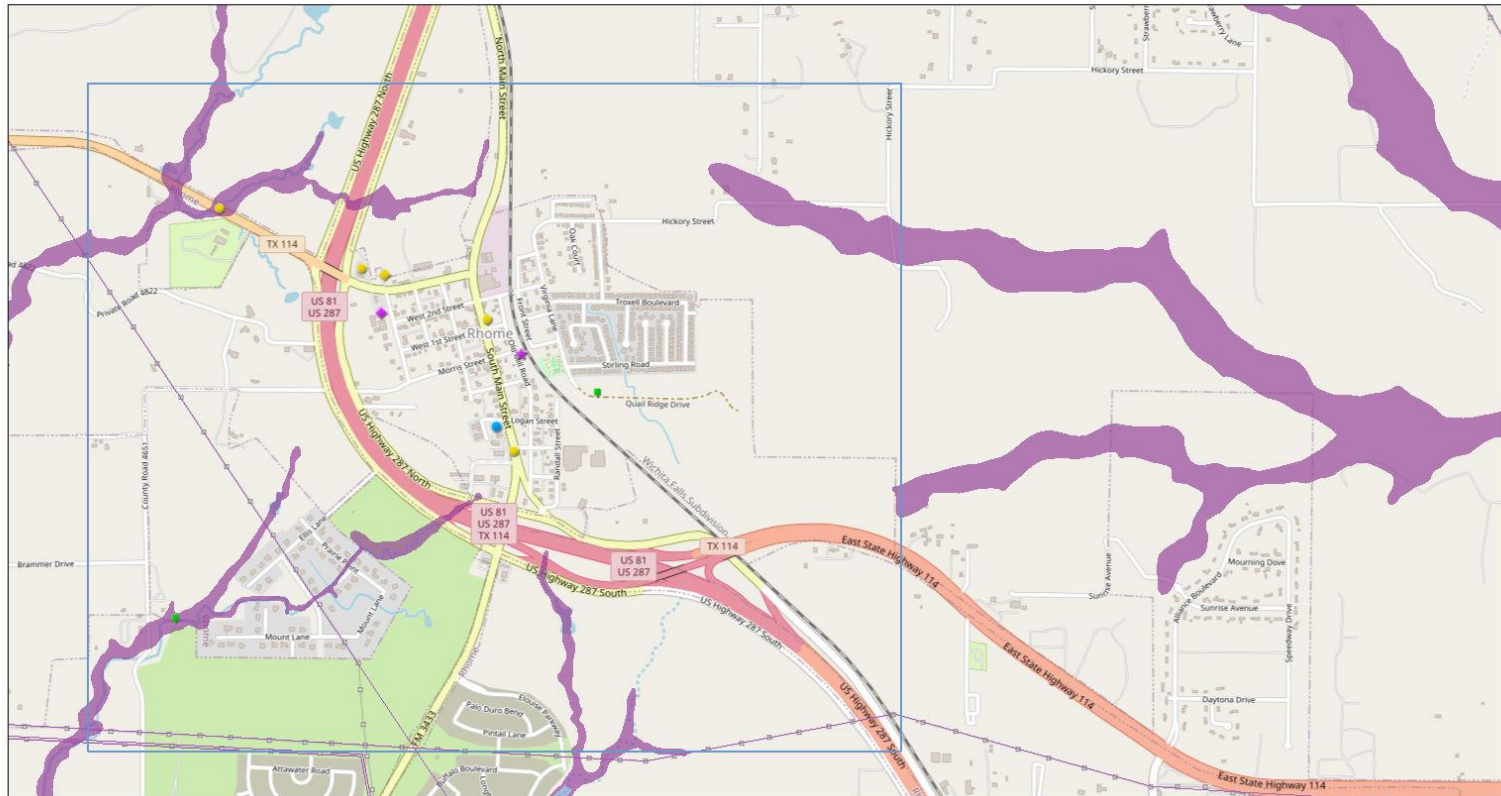 Strawberry Lane
Hickory Street
Hickory Street
US Highway 287 North
North Main Street
Rhome
TX 114
Hickory Street
Oak Court
Private Road 4822
US 81
US 287
West 2nd Street
Front Street
Virginia Lane
Troxell Boulevard
Rhome
West 1st Street
Morris Street
South Main Street
Stirling Road
Quail Ridge Drive
Logan Street
Randall Street
County Road 4651
US Highway 287 North
Wichita Falls Subdivision
US 81
US 287
TX 114
TX 114
East State Highway 114
Ellis Lane
Prairie Point
Brammer Drive
US 81
US 287
US Highway 287 South
Mourning Dove
Sunrise Avenue
Alliance Boulevard
Sunrise Avenue
Speedway Drive
Mount Lane
Mount Lane
Rhome
US Highway 287 South
East State Highway 114
Rhome
FM 3433
Elouise Parkway
Palo Duro Bend
Pintail Lane
US Highway 287 South
Daytona Drive
Attawater Road
Buffalo Boulevard
East State Highway 114